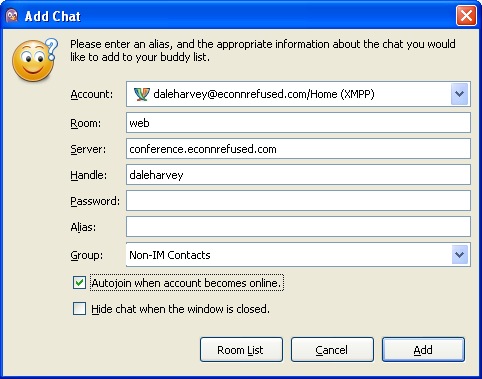 Add Chat
Please enter an alias, and the appropriate information about the chat you would
like to add to your buddy list.
Account: daleharvey@econnrefused.com/Home (XMPP)
Room: web
Server: conference.econnrefused.com
Handle: daleharvey
Password:
Alias:
Group: Non-IM Contacts
Autojoin when account becomes online.
Hide chat when the window is closed.
Room List Cancel Add